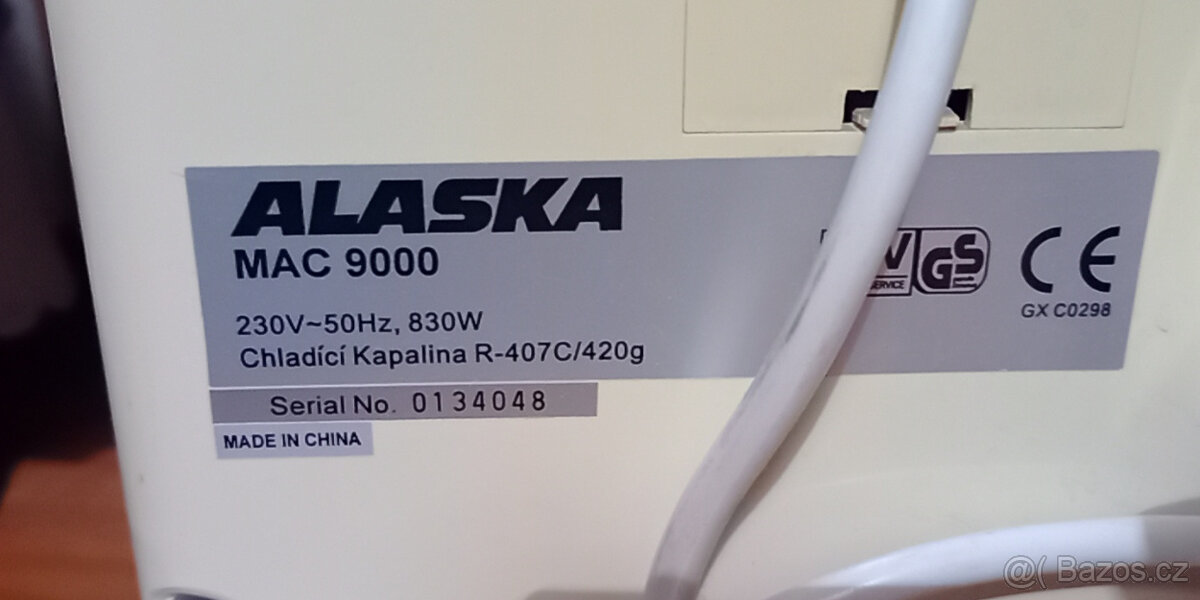 ALASKA
MAC 9000
230V~50Hz, 830W
Chladící Kapalina R-407C/420g
Serial No. 0134048
MADE IN CHINA
GS
CE
GX C0298
@( Bazos.cz